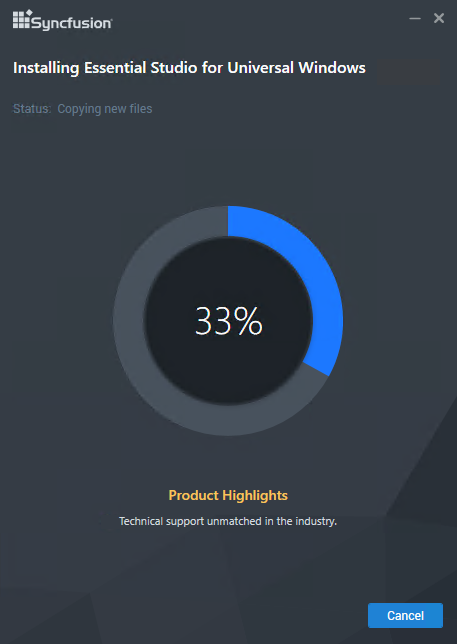 Syncfusion
Installing Essential Studio for Universal Windows
Status: Copying new files
33%
Product Highlights
Technical support unmatched in the industry.
Cancel